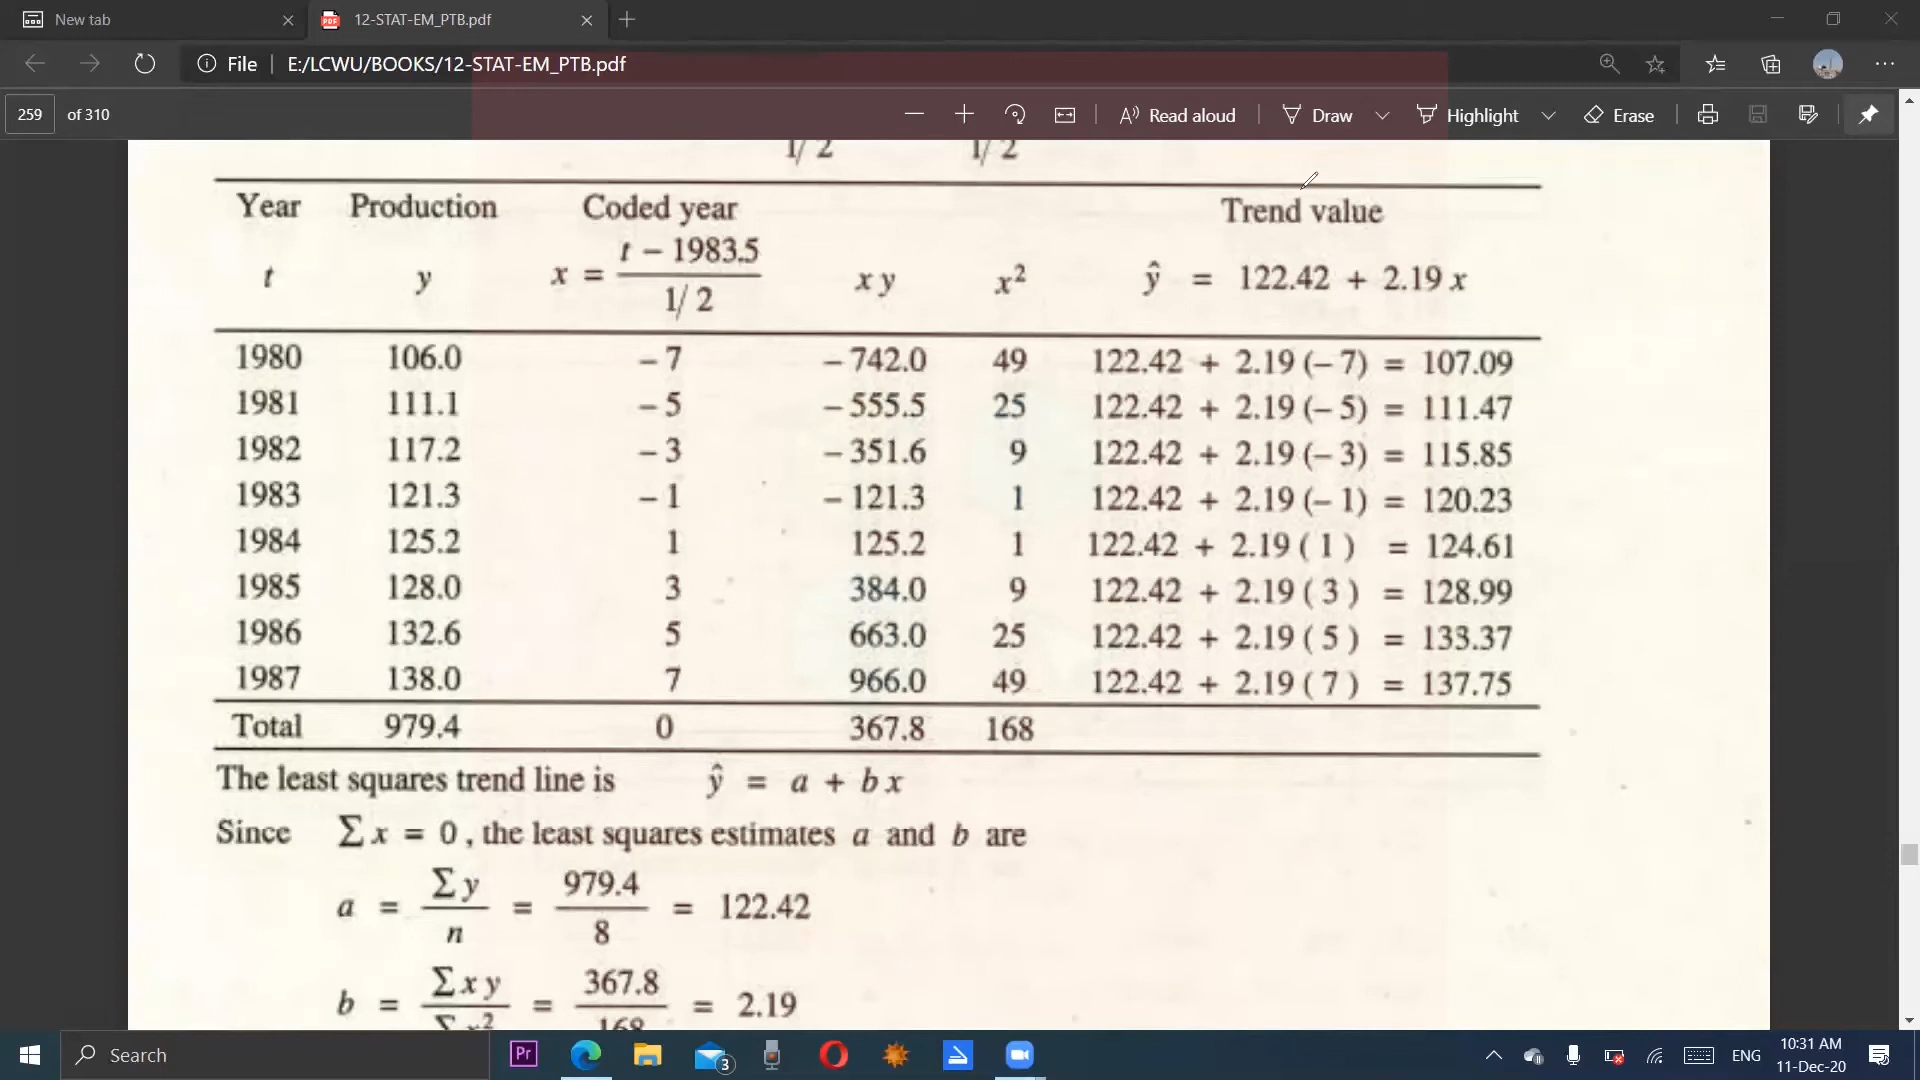 New tab
12-STAT-EM_PTB.pdf
File E:/LCWU/BOOKS/12-STAT-EM_PTB.pdf
259 of 310 Read aloud Draw Highlight Erase
1/2 1/2
Year Production Coded year Trend value
t y x = (t − 1983.5) / (1/2) xy x² ŷ = 122.42 + 2.19 x
1980 106.0 −7 −742.0 49 122.42 + 2.19 (−7) = 107.09
1981 111.1 −5 −555.5 25 122.42 + 2.19 (−5) = 111.47
1982 117.2 −3 −351.6 9 122.42 + 2.19 (−3) = 115.85
1983 121.3 −1 −121.3 1 122.42 + 2.19 (−1) = 120.23
1984 125.2 1 125.2 1 122.42 + 2.19 ( 1 ) = 124.61
1985 128.0 3 384.0 9 122.42 + 2.19 ( 3 ) = 128.99
1986 132.6 5 663.0 25 122.42 + 2.19 ( 5 ) = 133.37
1987 138.0 7 966.0 49 122.42 + 2.19 ( 7 ) = 137.75
Total 979.4 0 367.8 168
The least squares trend line is ŷ = a + b x
Since Σx = 0 , the least squares estimates a and b are
a = Σy / n = 979.4 / 8 = 122.42
b = Σxy / Σx² = 367.8 / 168 = 2.19
Search Pr 3 ENG 10:31 AM
11-Dec-20